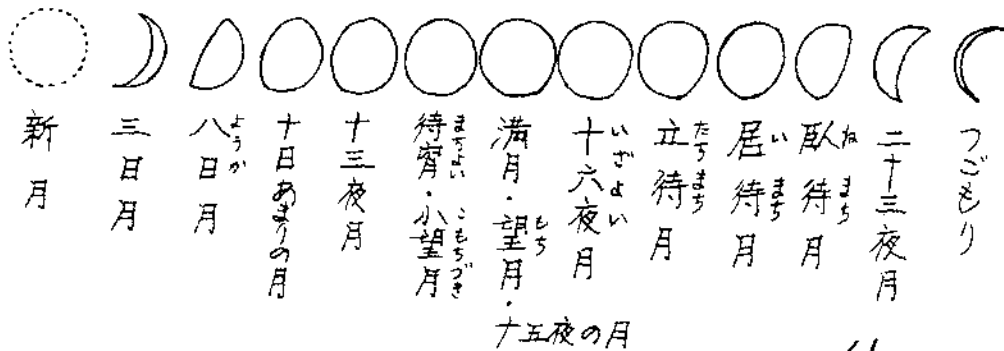 新月
三日月
八日月
ようか
十日あまりの月
十三夜月
待宵・小望月
まちよい こもちづき
満月・望月・十五夜の月
もち
十六夜月
いざよい
立待月
たちまち
居待月
いまち
臥待月
ねまち
二十三夜月
つごもり